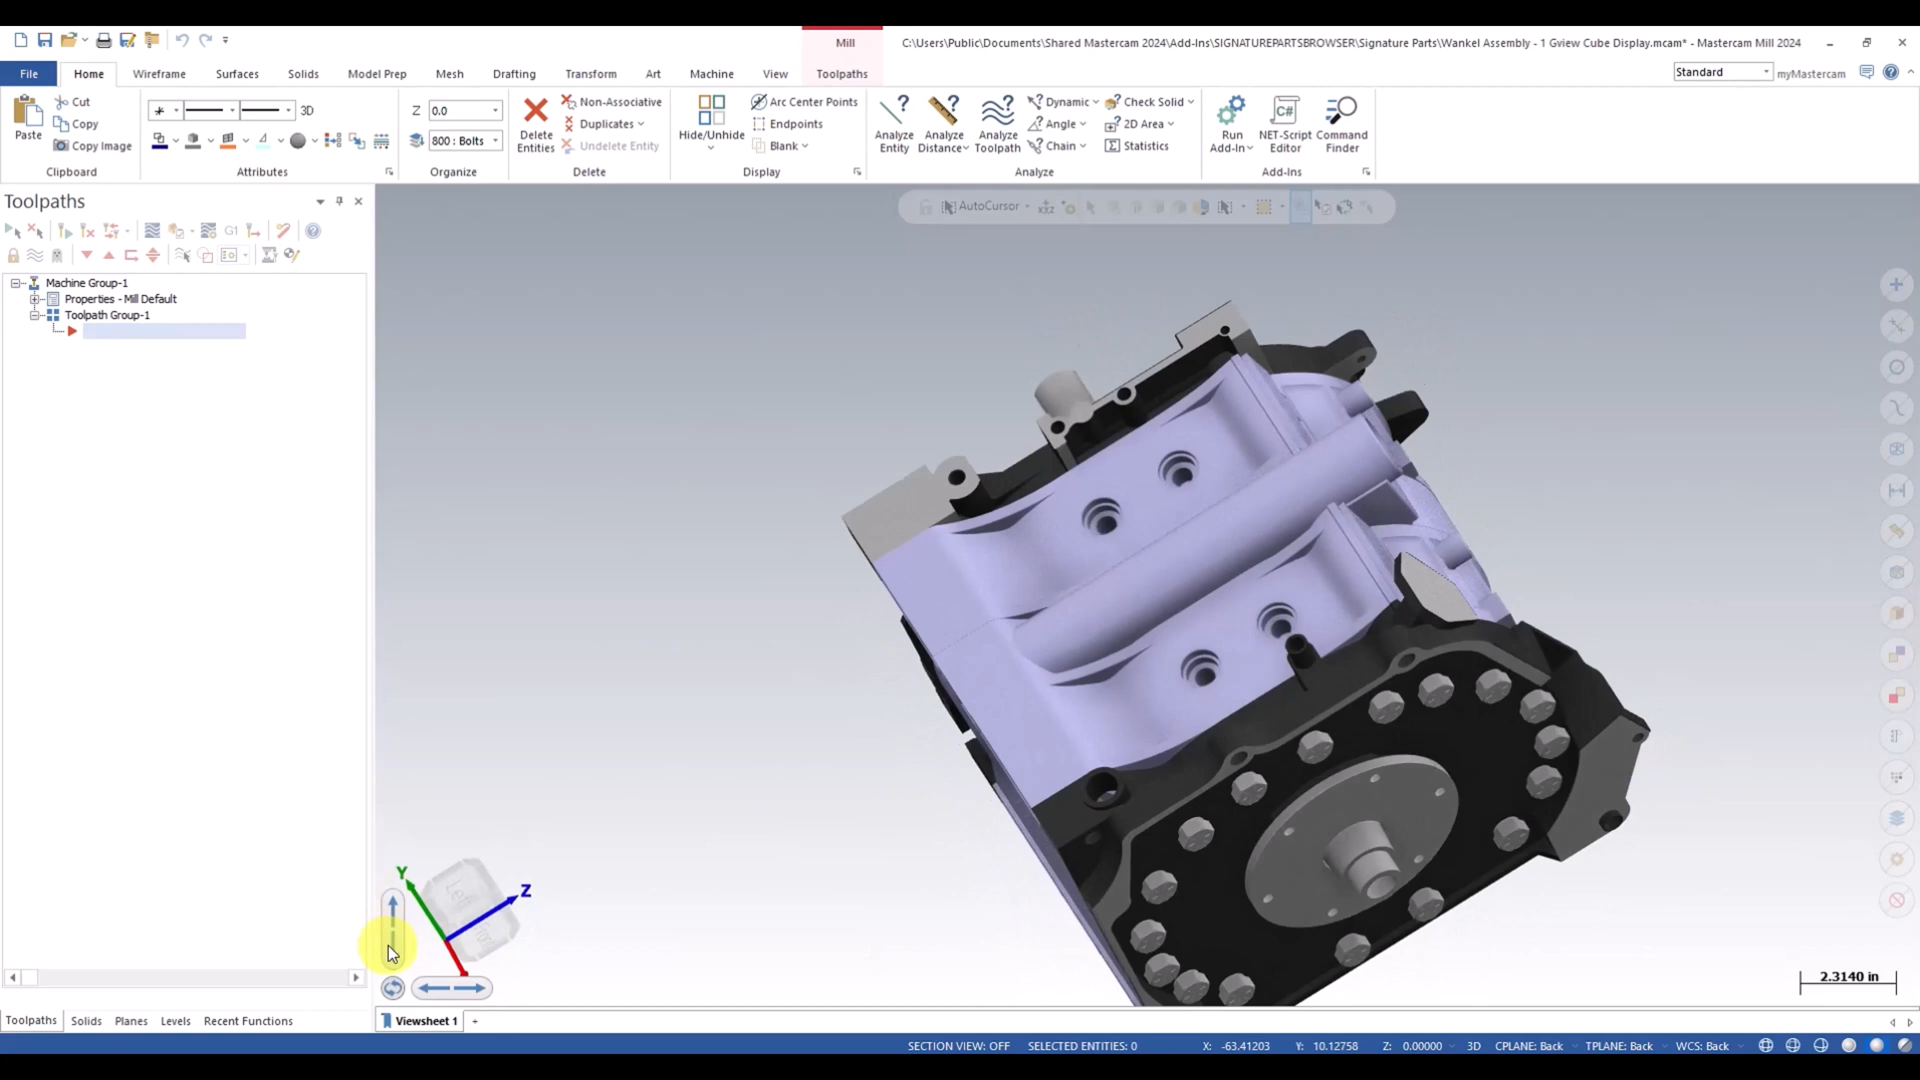 Mill
C:\Users\Public\Documents\Shared Mastercam 2024\Add-Ins\SIGNATUREPARTSBROWSER\Signature Parts\Wankel Assembly - 1 Gview Cube Display.mcam* - Mastercam Mill 2024
File Home Wireframe Surfaces Solids Model Prep Mesh Drafting Transform Art Machine View Toolpaths
Standard myMastercam
Paste
Cut
Copy
Copy Image
Clipboard
3D
Attributes
Z 0.0
800 : Bolts
Organize
Delete Entities
Non-Associative
Duplicates
Undelete Entity
Delete
Hide/Unhide
Arc Center Points
Endpoints
Blank
Display
Analyze Entity
Analyze Distance
Analyze Toolpath
Dynamic
Angle
Chain
Check Solid
2D Area
Statistics
Analyze
Run Add-In
NET-Script Editor
Command Finder
Add-Ins
Toolpaths
AutoCursor
G1
Machine Group-1
Properties - Mill Default
Toolpath Group-1
Y
Z
Left
2.3140 in
Toolpaths Solids Planes Levels Recent Functions
Viewsheet 1 +
SECTION VIEW: OFF SELECTED ENTITIES: 0 X: -63.41203 Y: 10.12758 Z: 0.00000 3D CPLANE: Back TPLANE: Back WCS: Back